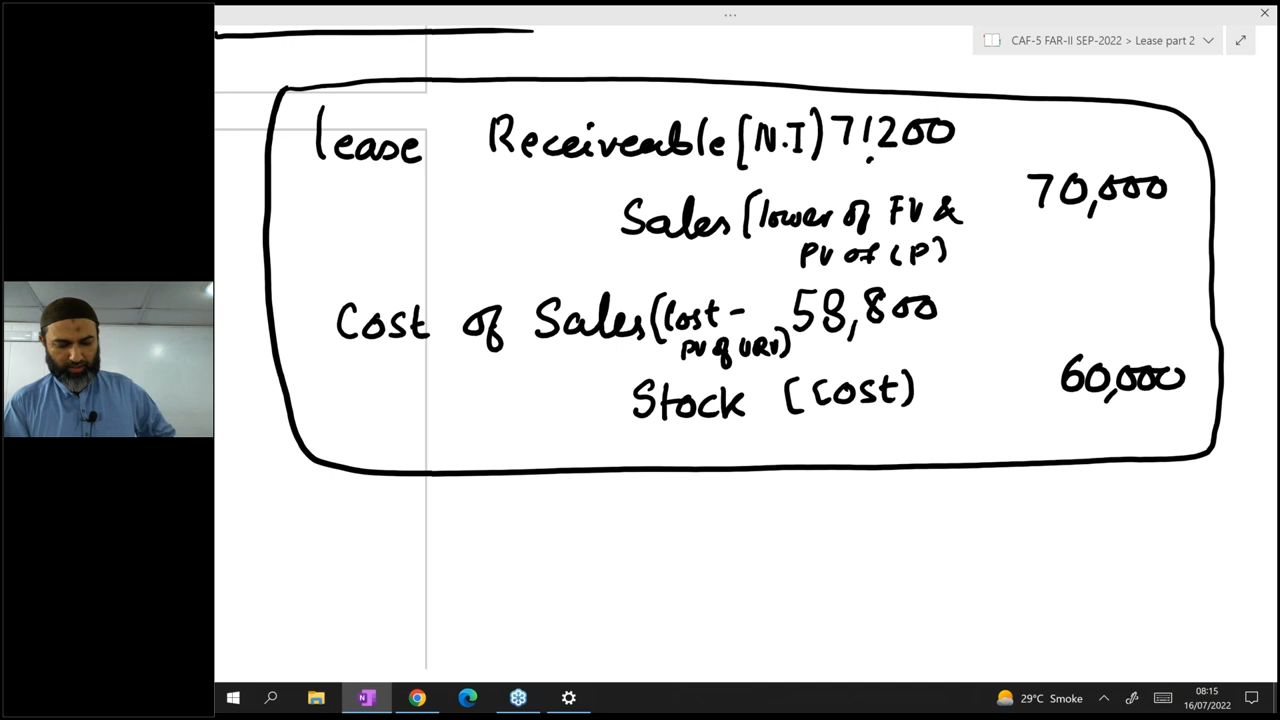 CAF-5 FAR-II SEP-2022 > Lease part 2
lease Receiveable (N.I) 71200
Sales (lower of FV & 70,000
PV of LP)
Cost of Sales (Cost - 58,800
PV of URV)
Stock (Cost) 60,000
29°C Smoke
08:15
16/07/2022